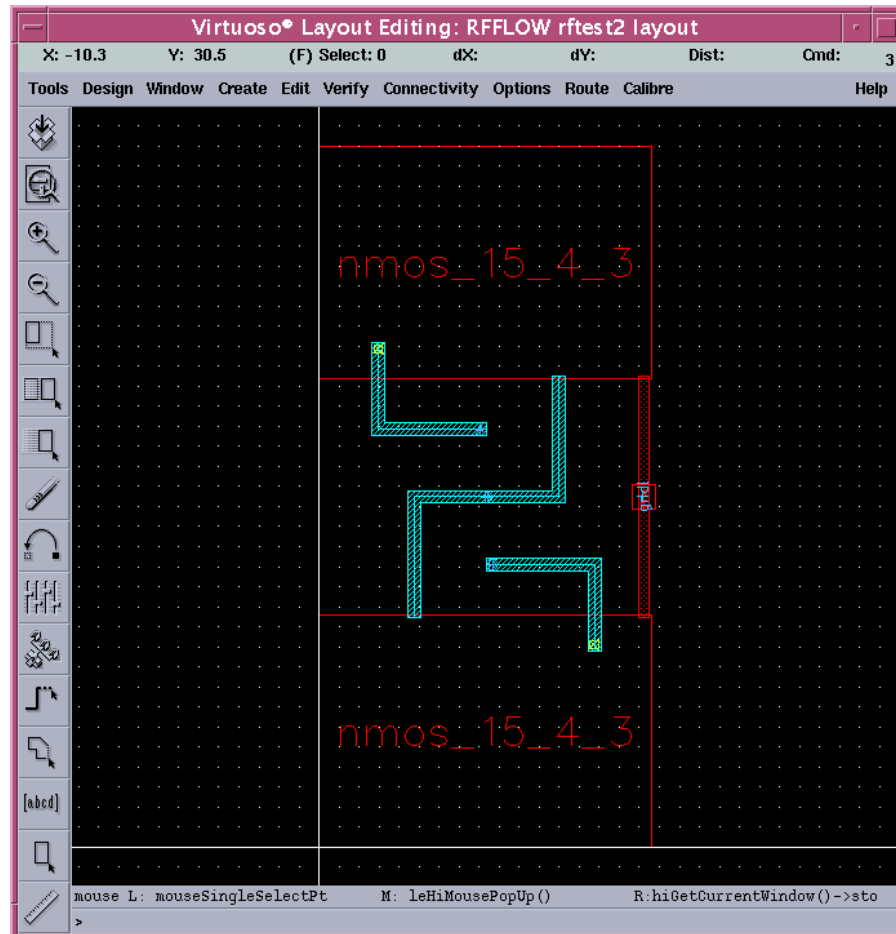 Virtuoso® Layout Editing: RFFLOW rftest2 layout
X: -10.3 Y: 30.5 (F) Select: 0 dX: dY: Dist: Cmd: 3
Tools Design Window Create Edit Verify Connectivity Options Route Calibre Help
nmos_15_4_3
nmos_15_4_3
[abcd]
mouse L: mouseSingleSelectPt M: leHiMousePopUp() R:hiGetCurrentWindow()->sto
>